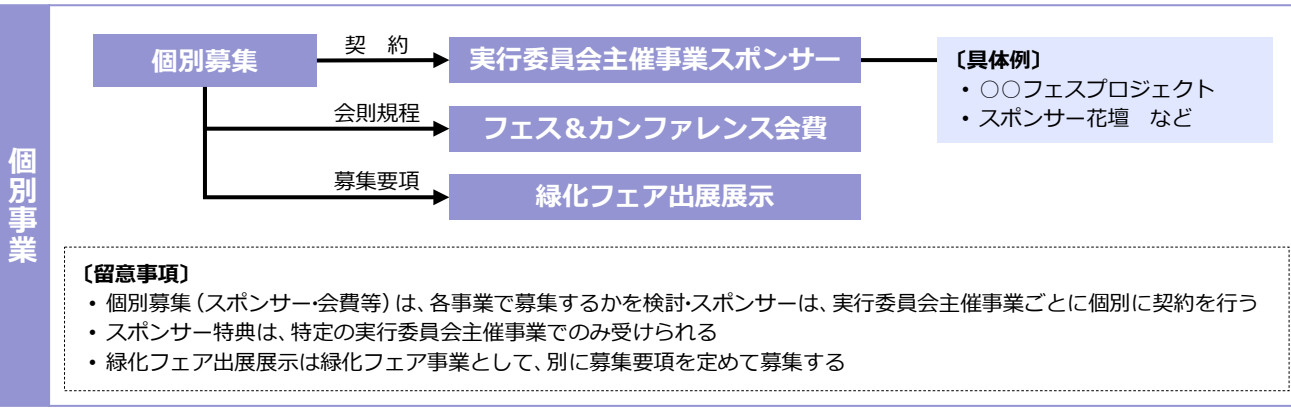 個別事業
個別募集
契　約
実行委員会主催事業スポンサー
〔具体例〕
• ○○フェスプロジェクト
• スポンサー花壇　など
会則規程
フェス＆カンファレンス会費
募集要項
緑化フェア出展展示
〔留意事項〕
• 個別募集（スポンサー・会費等）は、各事業で募集するかを検討・スポンサーは、実行委員会主催事業ごとに個別に契約を行う
• スポンサー特典は、特定の実行委員会主催事業でのみ受けられる
• 緑化フェア出展展示は緑化フェア事業として、別に募集要項を定めて募集する